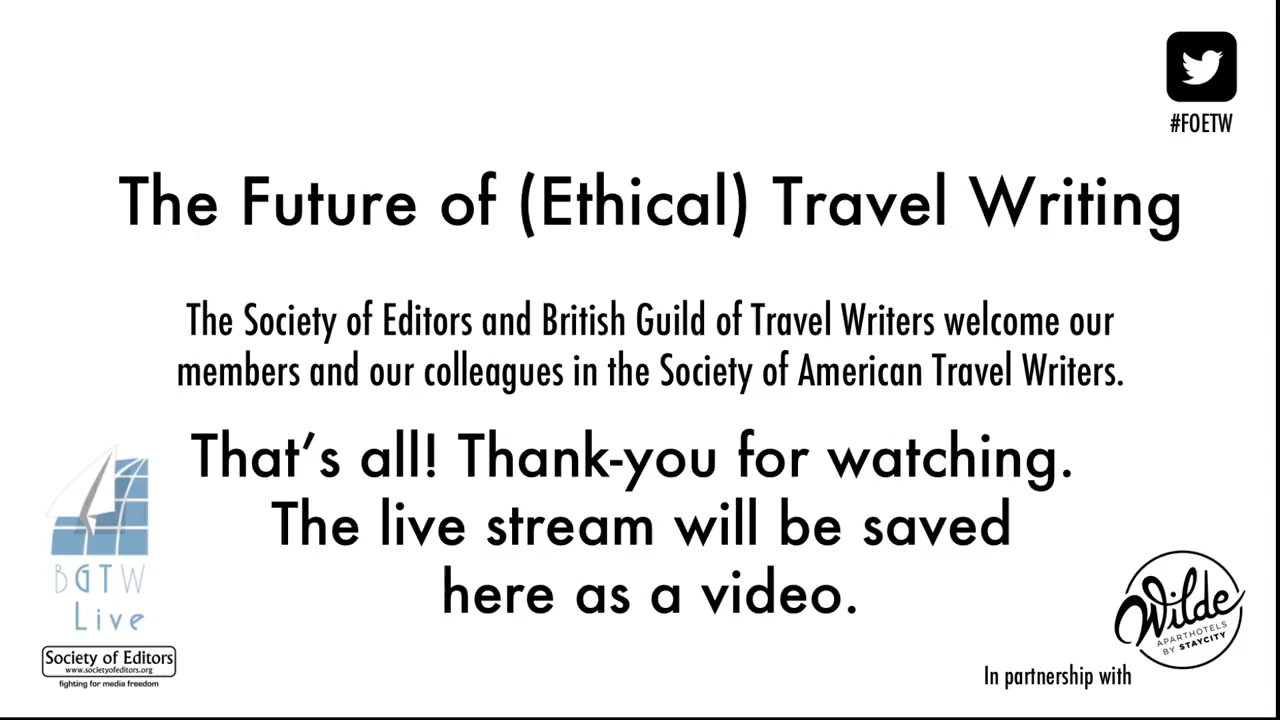 #FOETW
The Future of (Ethical) Travel Writing
The Society of Editors and British Guild of Travel Writers welcome our
members and our colleagues in the Society of American Travel Writers.
That’s all! Thank-you for watching.
The live stream will be saved
here as a video.
BGTW
Live
Society of Editors
www.societyofeditors.org
fighting for media freedom
Wilde
APARTHOTELS
BY STAYCITY
In partnership with